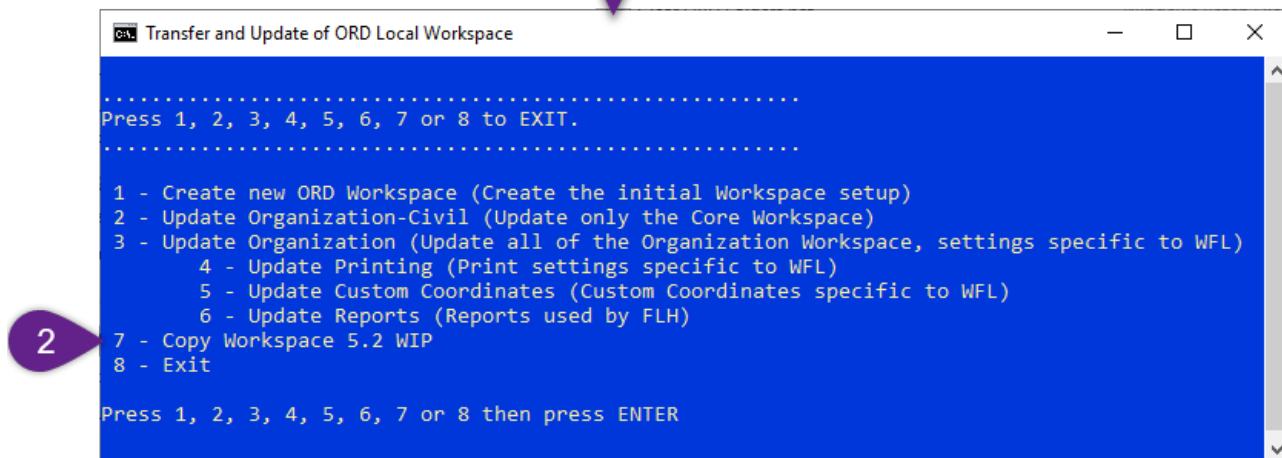 Transfer and Update of ORD Local Workspace
.........................................................
Press 1, 2, 3, 4, 5, 6, 7 or 8 to EXIT.
.........................................................
1 - Create new ORD Workspace (Create the initial Workspace setup)
2 - Update Organization-Civil (Update only the Core Workspace)
3 - Update Organization (Update all of the Organization Workspace, settings specific to WFL)
4 - Update Printing (Print settings specific to WFL)
5 - Update Custom Coordinates (Custom Coordinates specific to WFL)
6 - Update Reports (Reports used by FLH)
2
7 - Copy Workspace 5.2 WIP
8 - Exit
Press 1, 2, 3, 4, 5, 6, 7 or 8 then press ENTER